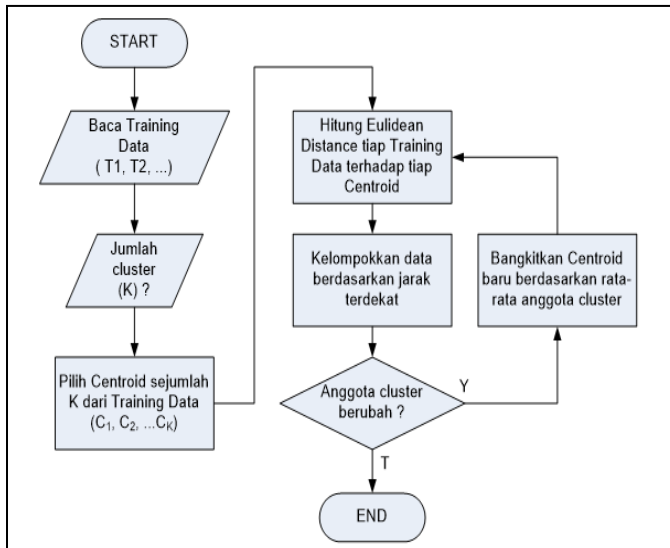 START
Baca Training
Data
( T1, T2, ...)
Jumlah
cluster
(K) ?
Pilih Centroid sejumlah
K dari Training Data
(C₁, C₂, ...Cₖ)
Hitung Eulidean
Distance tiap Training
Data terhadap tiap
Centroid
Kelompokkan data
berdasarkan jarak
terdekat
Anggota cluster
berubah ?
Y
Bangkitkan Centroid
baru berdasarkan rata-
rata anggota cluster
T
END